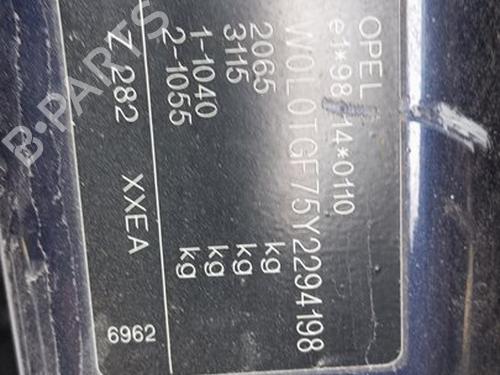 OPEL
e1*98/14*0110
W0L0TGF75Y2294198
2065 kg
3115 kg
1-1040 kg
2-1055 kg
Z 282 XXEA 6962
B-PARTS